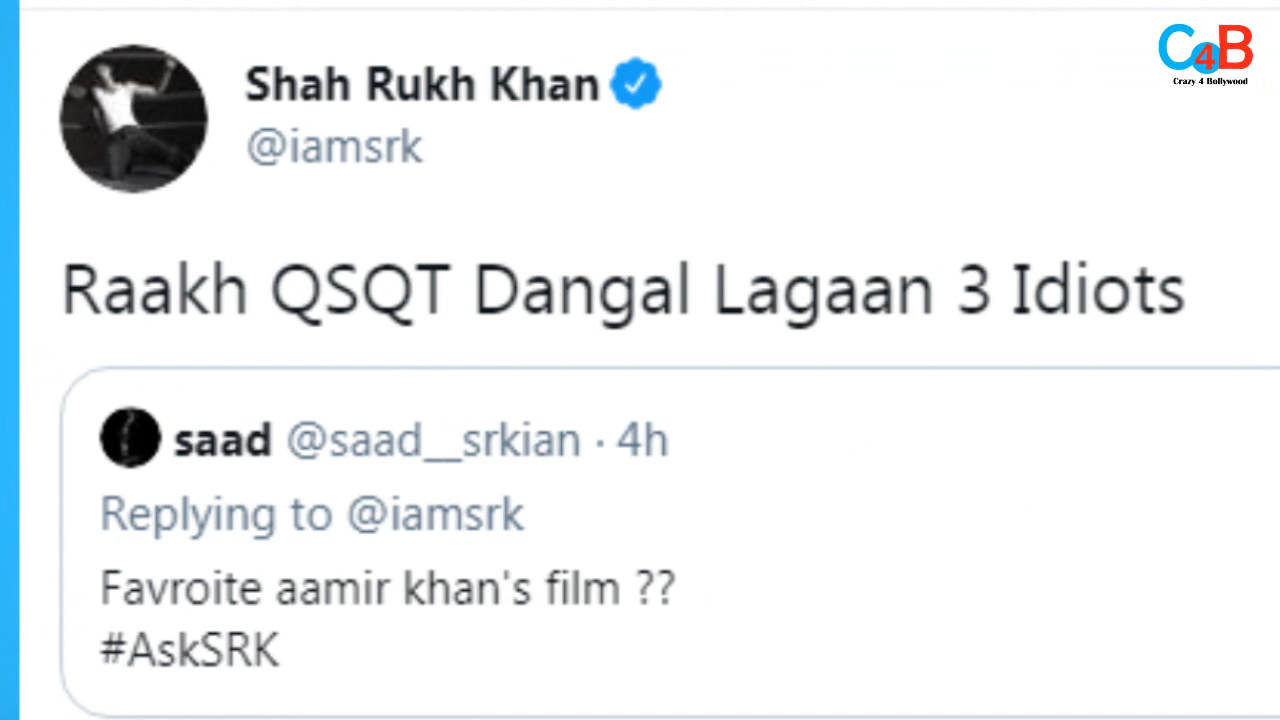 C4B
Crazy 4 Bollywood
Shah Rukh Khan
@iamsrk
Raakh QSQT Dangal Lagaan 3 Idiots
saad @saad__srkian · 4h
Replying to @iamsrk
Favroite aamir khan's film ??
#AskSRK